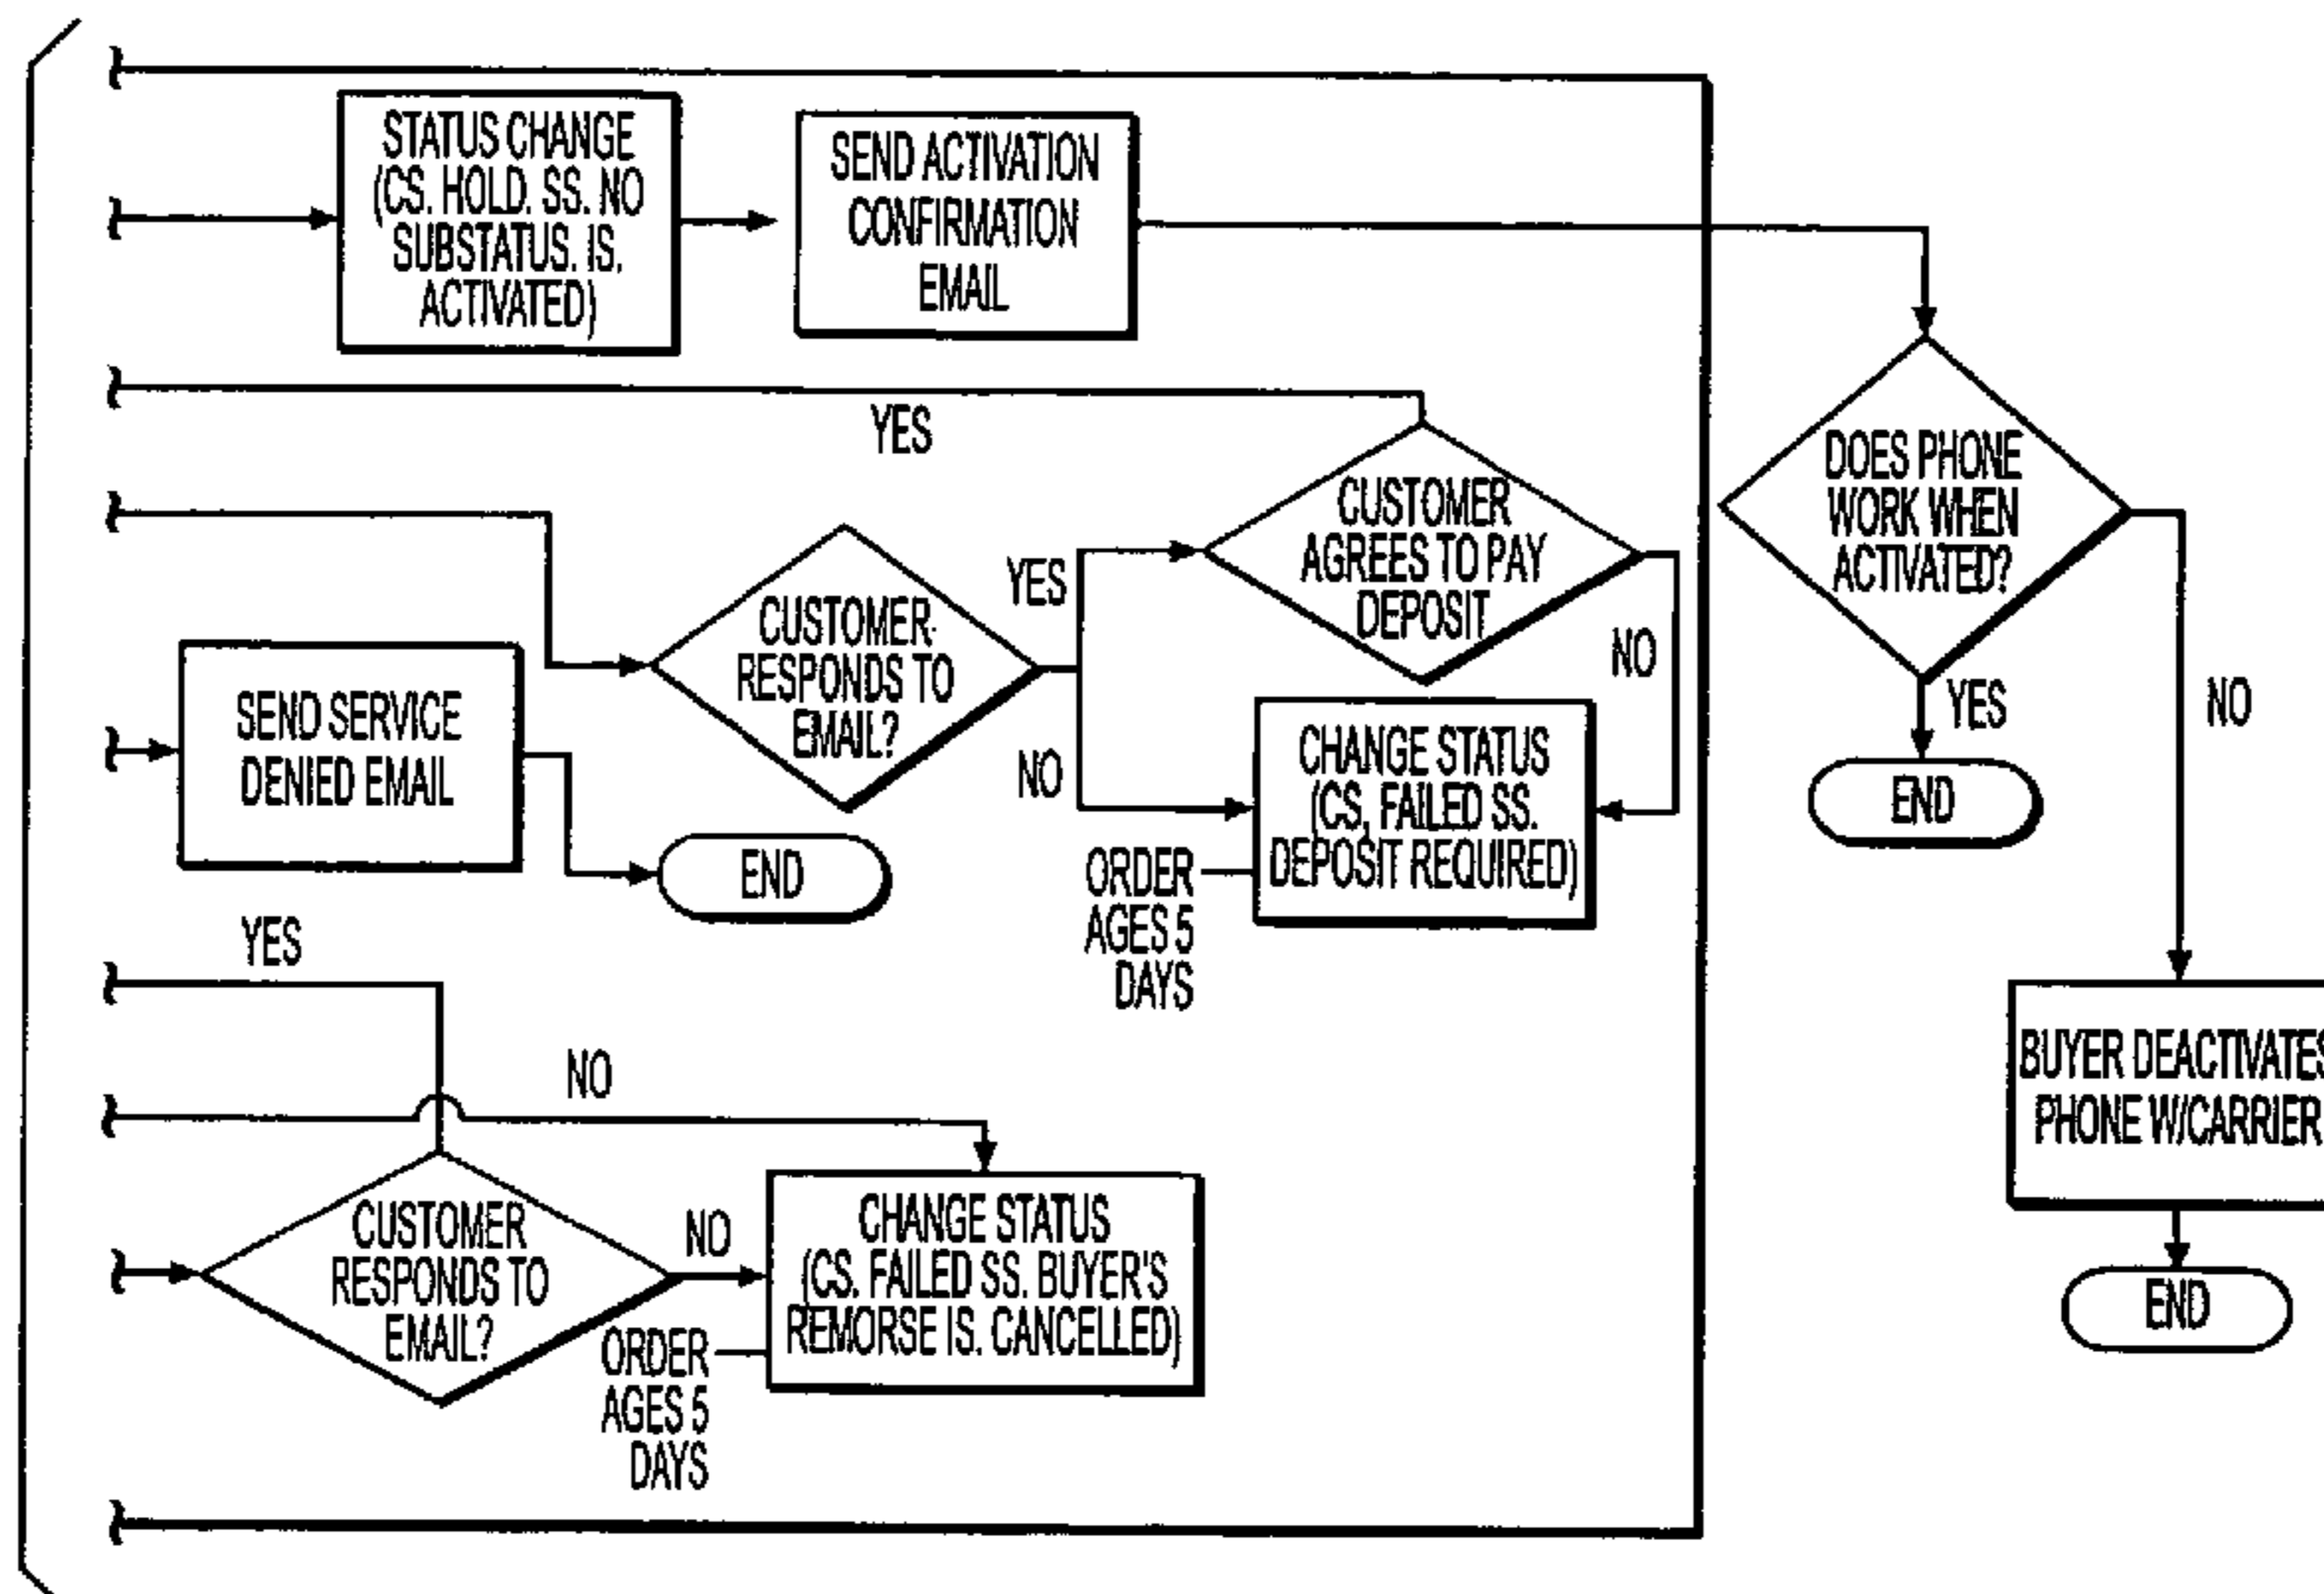 STATUS CHANGE
(CS. HOLD. SS. NO
SUBSTATUS. IS.
ACTIVATED)
SEND ACTIVATION
CONFIRMATION
EMAIL
YES
DOES PHONE
WORK WHEN
ACTIVATED?
YES
NO
END
BUYER DEACTIVATES
PHONE W/CARRIER
END
CUSTOMER
RESPONDS TO
EMAIL?
YES
NO
CUSTOMER
AGREES TO PAY
DEPOSIT
NO
CHANGE STATUS
(CS, FAILED SS.
DEPOSIT REQUIRED)
ORDER
AGES 5
DAYS
SEND SERVICE
DENIED EMAIL
END
YES
NO
CUSTOMER
RESPONDS TO
EMAIL?
NO
CHANGE STATUS
(CS. FAILED SS. BUYER'S
REMORSE IS. CANCELLED)
ORDER
AGES 5
DAYS